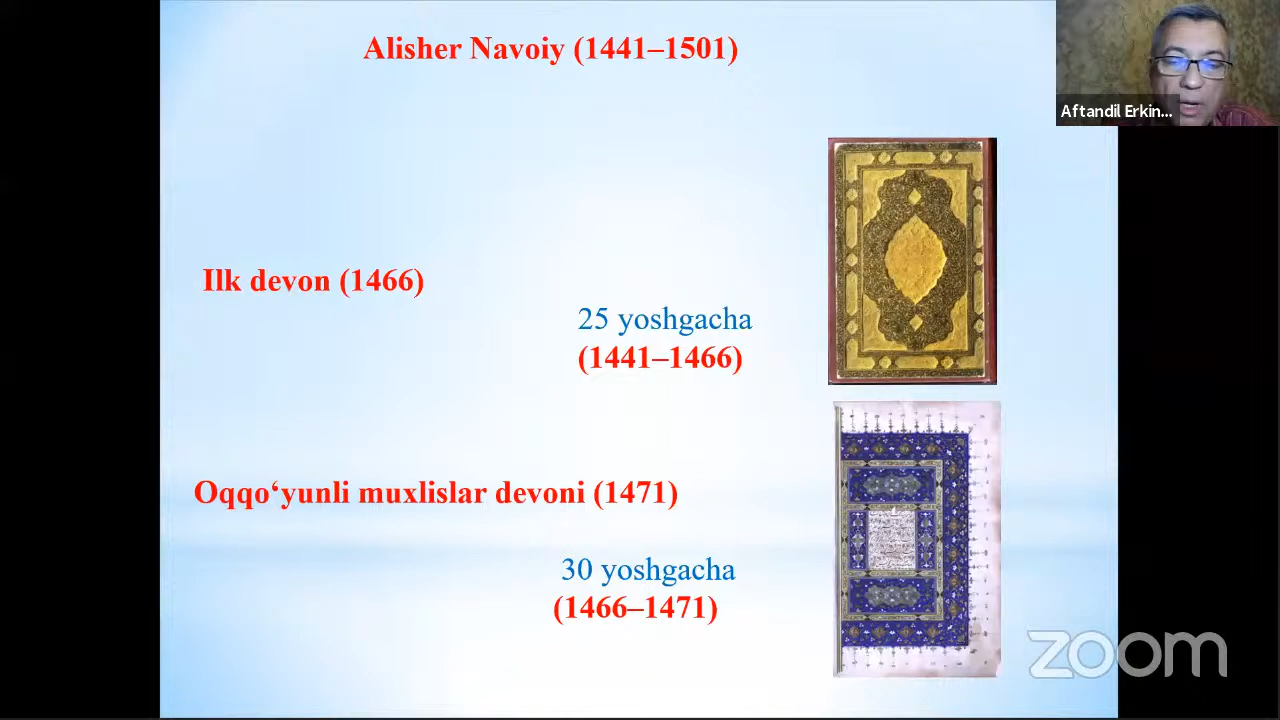 Alisher Navoiy (1441–1501)
Aftandil Erkin...
Ilk devon (1466)
25 yoshgacha
(1441–1466)
Oqqo‘yunli muxlislar devoni (1471)
30 yoshgacha
(1466–1471)
zoom